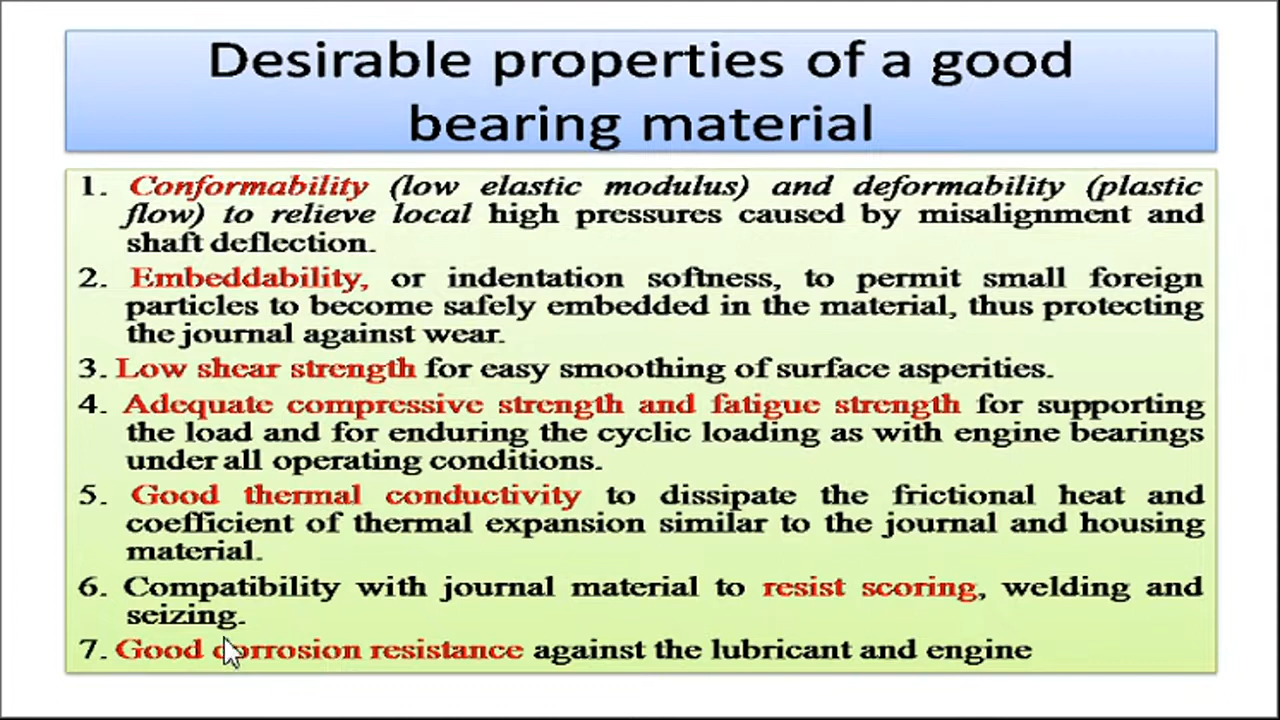 Desirable properties of a good
bearing material
1. Conformability (low elastic modulus) and deformability (plastic
flow) to relieve local high pressures caused by misalignment and
shaft deflection.
2. Embeddability, or indentation softness, to permit small foreign
particles to become safely embedded in the material, thus protecting
the journal against wear.
3. Low shear strength for easy smoothing of surface asperities.
4. Adequate compressive strength and fatigue strength for supporting
the load and for enduring the cyclic loading as with engine bearings
under all operating conditions.
5. Good thermal conductivity to dissipate the frictional heat and
coefficient of thermal expansion similar to the journal and housing
material.
6. Compatibility with journal material to resist scoring, welding and
seizing.
7. Good corrosion resistance against the lubricant and engine